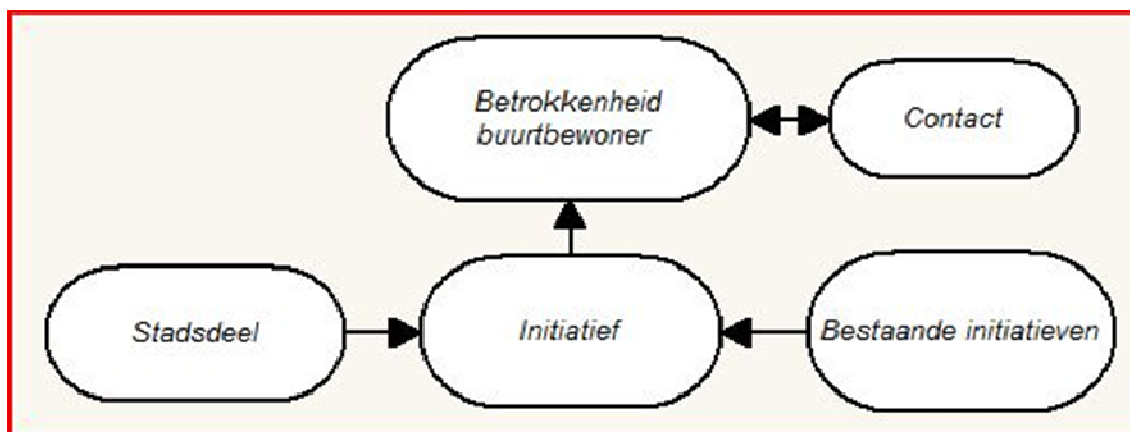 Betrokkenheid
buurtbewoner
Contact
Stadsdeel
Initiatief
Bestaande initiatieven